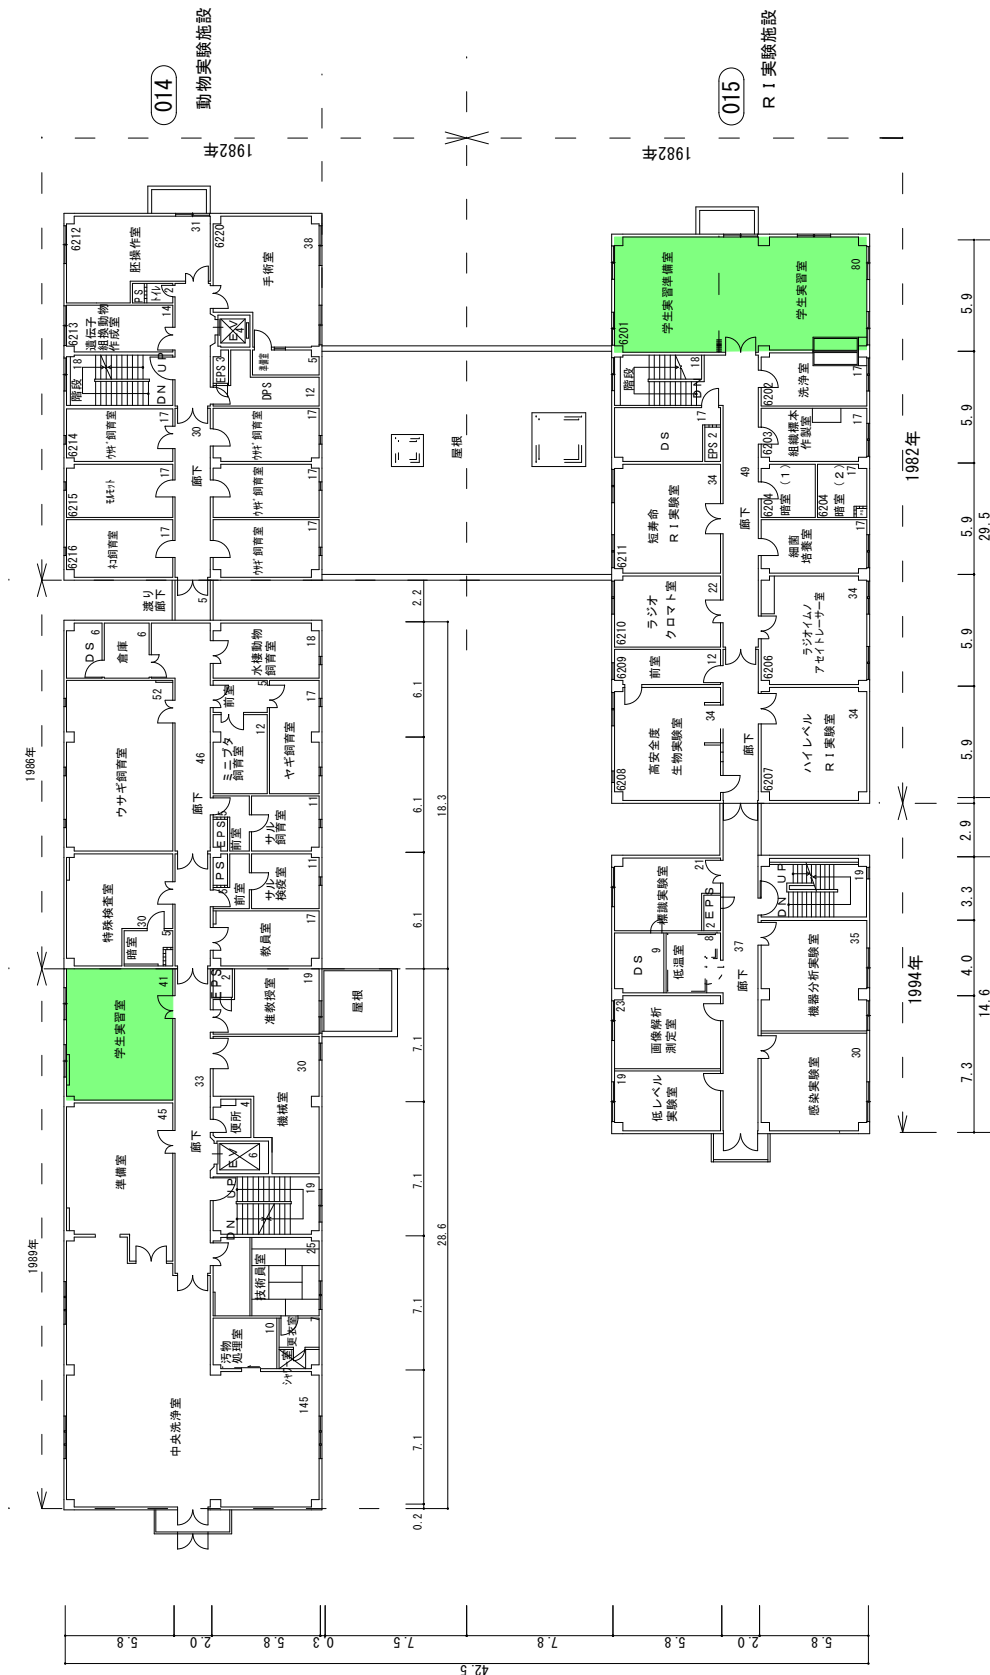 014
動物実験施設
015
ＲＩ実験施設
1982年
1982年
6212
胚操作室
31
PS
トイレ
2
6213
遺伝子
組換動物
作成室
14
6220
手術室
38
EV
4
準備室
5
EPS
3
DPS
12
階段
18
DN
UP
6214
ｳｻｷﾞ飼育室
17
6215
ﾓﾙﾓｯﾄ
17
6216
ﾈｺ飼育室
17
30
廊下
ｳｻｷﾞ飼育室
17
ｳｻｷﾞ飼育室
17
ｳｻｷﾞ飼育室
17
屋根
渡り
廊下
5
1986年
DS
6
倉庫
6
ウサギ飼育室
52
特殊検査室
30
暗室
5
46
廊下
水棲動物
飼育室
18
前室
5
ミニブタ
飼育室
12
ヤギ飼育室
17
EPS
5
前室
サル
飼育室
11
PS
前室
サル
検疫室
11
教員室
17
1989年
学生実習室
41
準備室
45
33
廊下
EPS
2
准教授室
19
屋根
機械室
30
便所
4
EV
6
DN
UP
19
技術員室
25
汚物
処理室
10
更衣室
ｼｬﾜｰ室
中央洗浄室
145
2.2
6.1
6.1
6.1
18.3
7.1
7.1
7.1
7.1
0.2
28.6
6201
学生実習準備室
学生実習室
80
階段
18
DN
6202
洗浄室
17
DS
17
EPS
2
6203
組織標本
作製室
17
6204
暗室（１）
6204
暗室（２）
17
細菌
培養室
17
49
廊下
6211
短寿命
ＲＩ実験室
34
6210
ラジオ
クロマト室
22
6209
前室
12
6208
高安全度
生物実験室
34
6206
ラジオイムノ
アセイトレーサー室
34
6207
ハイレベル
ＲＩ実験室
34
廊下
標識実験室
21
EPS
2
DS
9
低温室
8
37
廊下
DN
UP
19
機器分析実験室
35
画像解析
測定室
23
低レベル
実験室
19
感染実験室
30
1982年
1994年
5.9
5.9
5.9
5.9
5.9
29.5
2.9
3.3
4.0
7.3
14.6
5.8
2.0
5.8
0.3
7.5
7.8
5.8
2.0
5.8
42.5